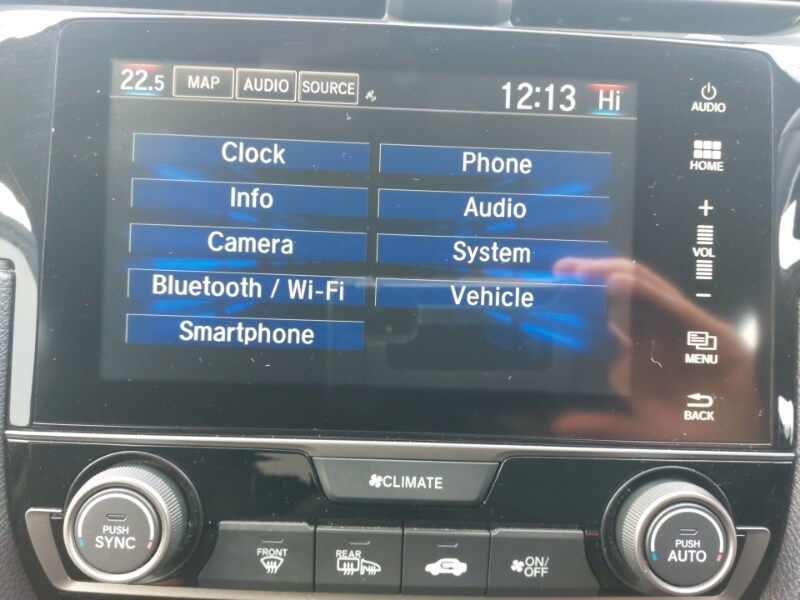 22.5 MAP AUDIO SOURCE 12:13 Hi
Clock Phone
Info Audio
Camera System
Bluetooth / Wi-Fi Vehicle
Smartphone
AUDIO
HOME
+
VOL
−
MENU
BACK
CLIMATE
PUSH
SYNC
FRONT
REAR
ON/
OFF
PUSH
AUTO